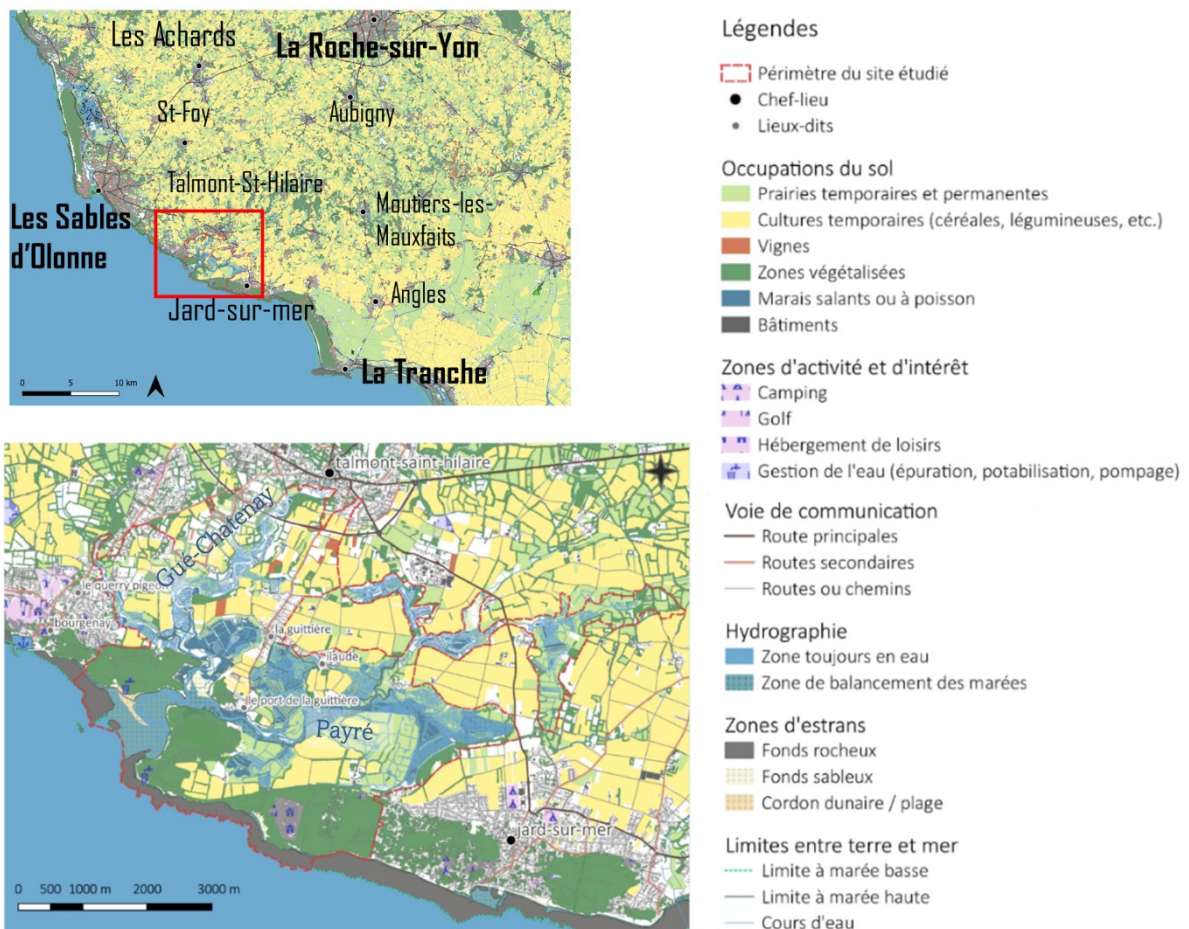 Les Achards
La Roche-sur-Yon
St-Foy
Aubigny
Talmont-St-Hilaire
Moutiers-les-
Mauxfaits
Les Sables
d'Olonne
Jard-sur-mer
Angles
La Tranche
0 5 10 km
talmont-saint-hilaire
Gué-Chatenay
le querry pigeon
bourgenay
la guittière
ilaude
le port de la guittière
Payré
jard-sur-mer
0 500 1000 m 2000 3000 m
Légendes
Périmètre du site étudié
Chef-lieu
Lieux-dits
Occupations du sol
Prairies temporaires et permanentes
Cultures temporaires (céréales, légumineuses, etc.)
Vignes
Zones végétalisées
Marais salants ou à poisson
Bâtiments
Zones d'activité et d'intérêt
Camping
Golf
Hébergement de loisirs
Gestion de l'eau (épuration, potabilisation, pompage)
Voie de communication
Route principales
Routes secondaires
Routes ou chemins
Hydrographie
Zone toujours en eau
Zone de balancement des marées
Zones d'estrans
Fonds rocheux
Fonds sableux
Cordon dunaire / plage
Limites entre terre et mer
Limite à marée basse
Limite à marée haute
Cours d'eau